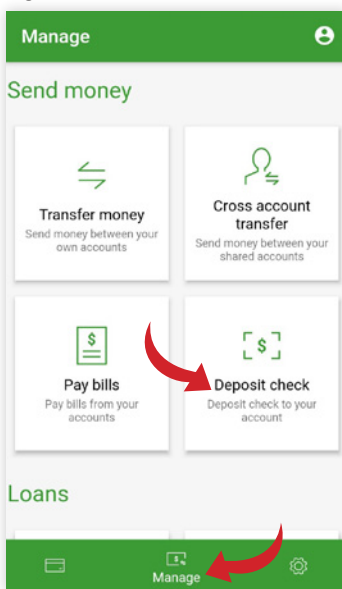 Manage
Send money
Transfer money
Send money between your
own accounts
Cross account
transfer
Send money between your
shared accounts
$
Pay bills
Pay bills from your
accounts
$
Deposit check
Deposit check to your
account
Loans
$
Manage